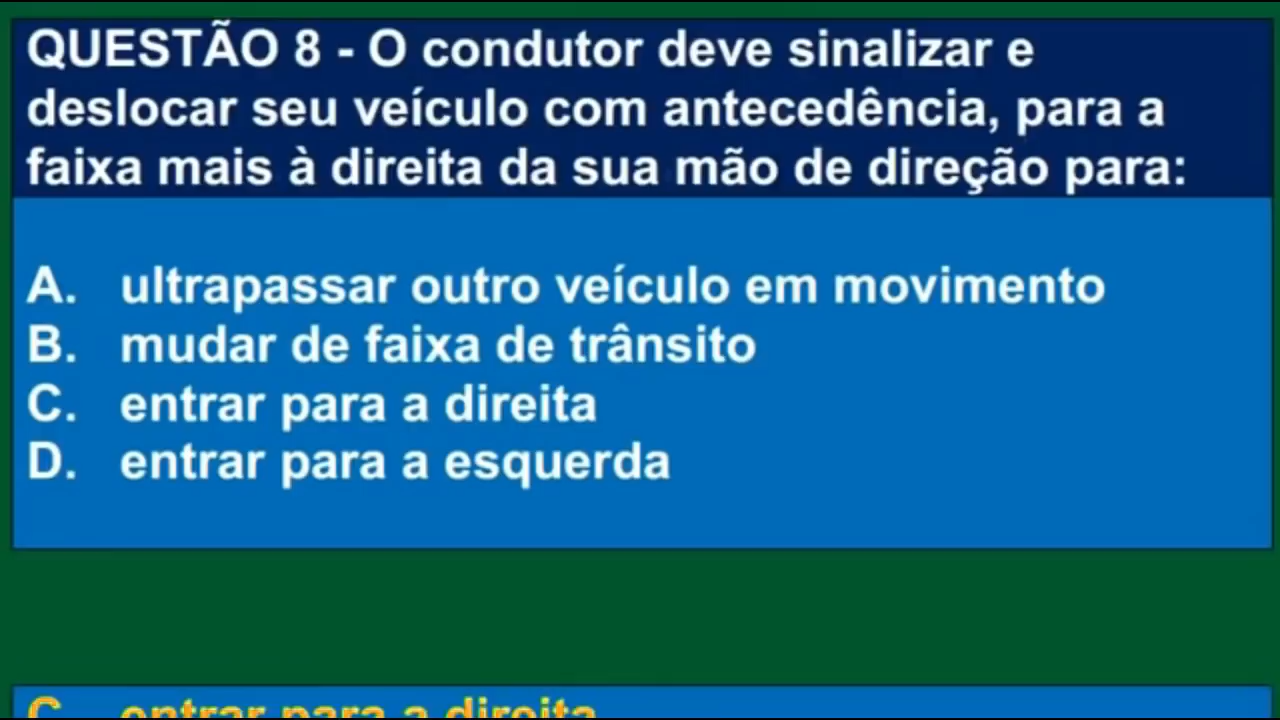 QUESTÃO 8 - O condutor deve sinalizar e
deslocar seu veículo com antecedência, para a
faixa mais à direita da sua mão de direção para:
A. ultrapassar outro veículo em movimento
B. mudar de faixa de trânsito
C. entrar para a direita
D. entrar para a esquerda
C. entrar para a direita